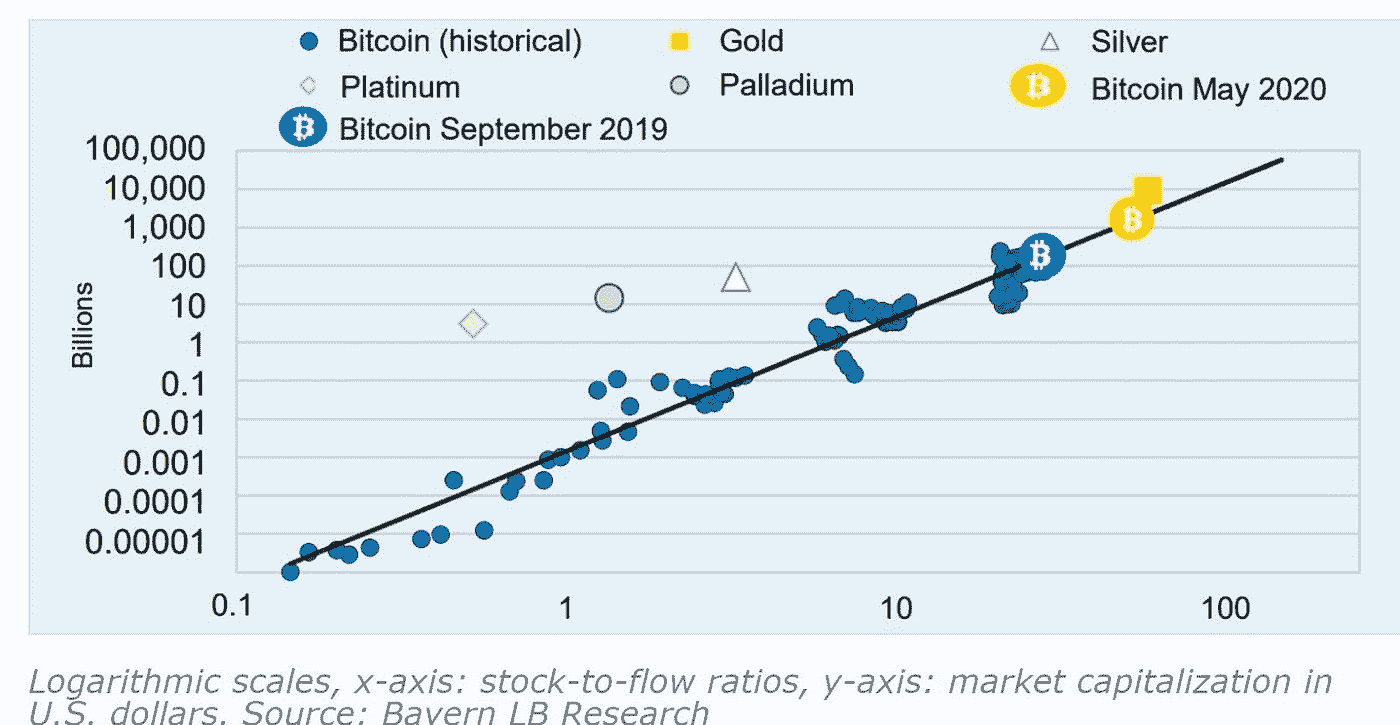 Bitcoin (historical) Gold Silver
Platinum Palladium Bitcoin May 2020
Bitcoin September 2019
100,000
10,000
1,000
100
10
1
0.1
0.01
0.001
0.0001
0.00001
Billions
0.1 1 10 100
Logarithmic scales, x-axis: stock-to-flow ratios, y-axis: market capitalization in
U.S. dollars. Source: Bayern LB Research